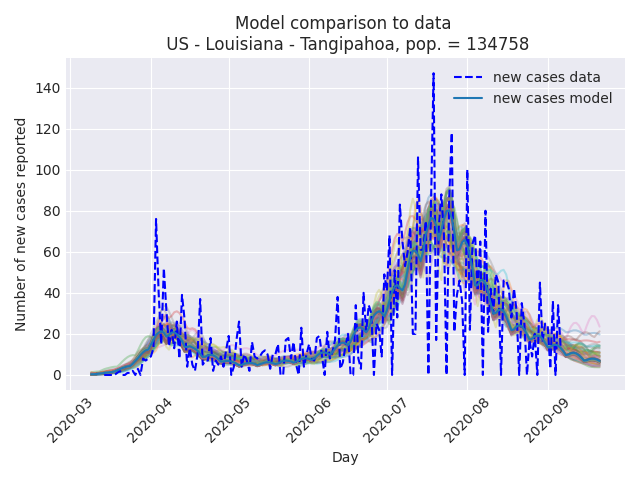 Model comparison to data
US - Louisiana - Tangipahoa, pop. = 134758
new cases data
new cases model
Number of new cases reported
140
120
100
80
60
40
20
0
2020-03
2020-04
2020-05
2020-06
2020-07
2020-08
2020-09
Day